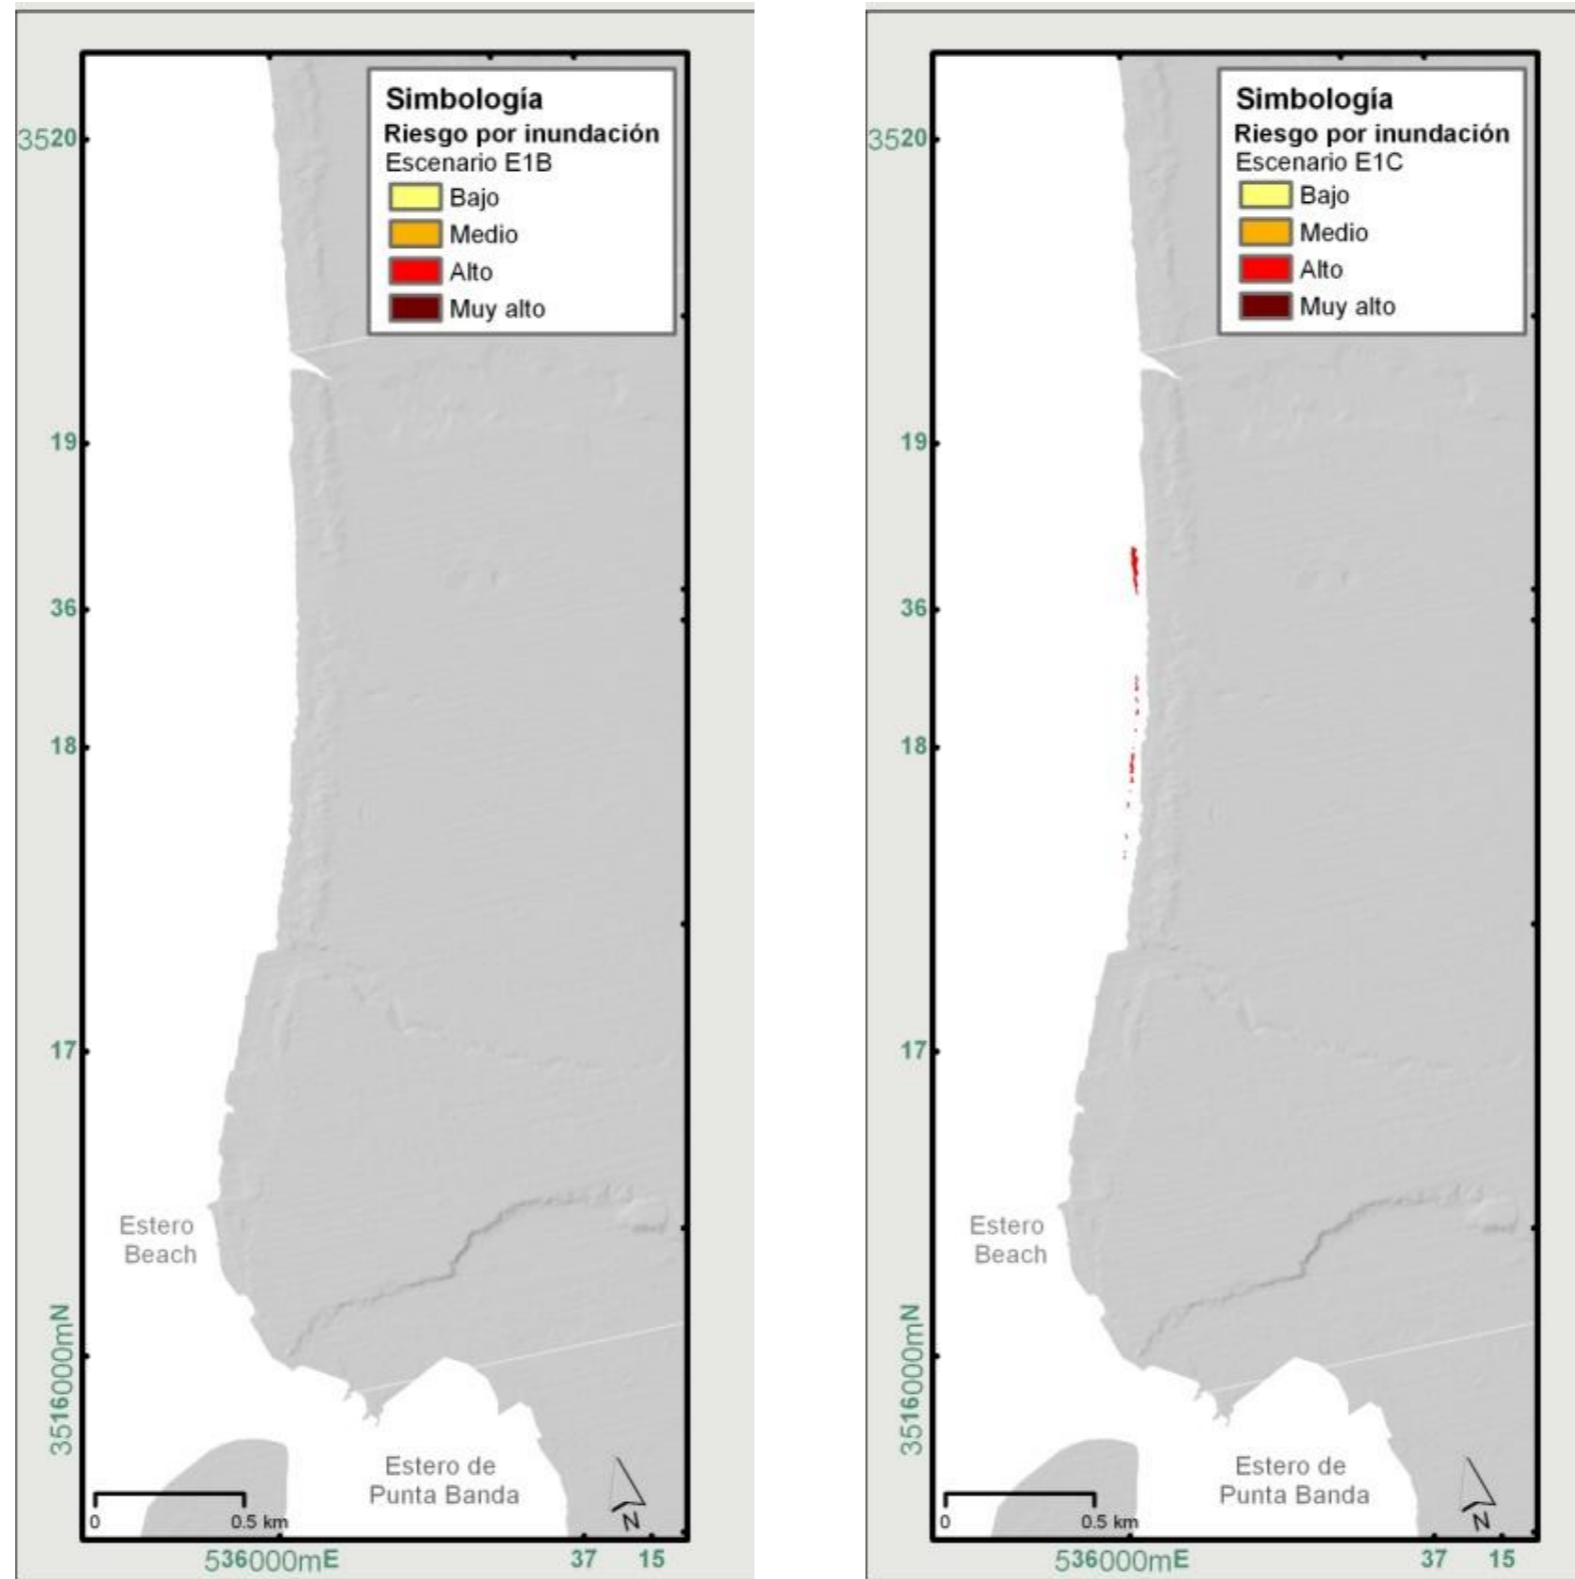 Simbología
Riesgo por inundación
Escenario E1B
Bajo
Medio
Alto
Muy alto
3520
19
36
18
17
Estero
Beach
3516000mN
Estero de
Punta Banda
0
0.5 km
N
536000mE
37
15
Simbología
Riesgo por inundación
Escenario E1C
Bajo
Medio
Alto
Muy alto
3520
19
36
18
17
Estero
Beach
3516000mN
Estero de
Punta Banda
0
0.5 km
N
536000mE
37
15